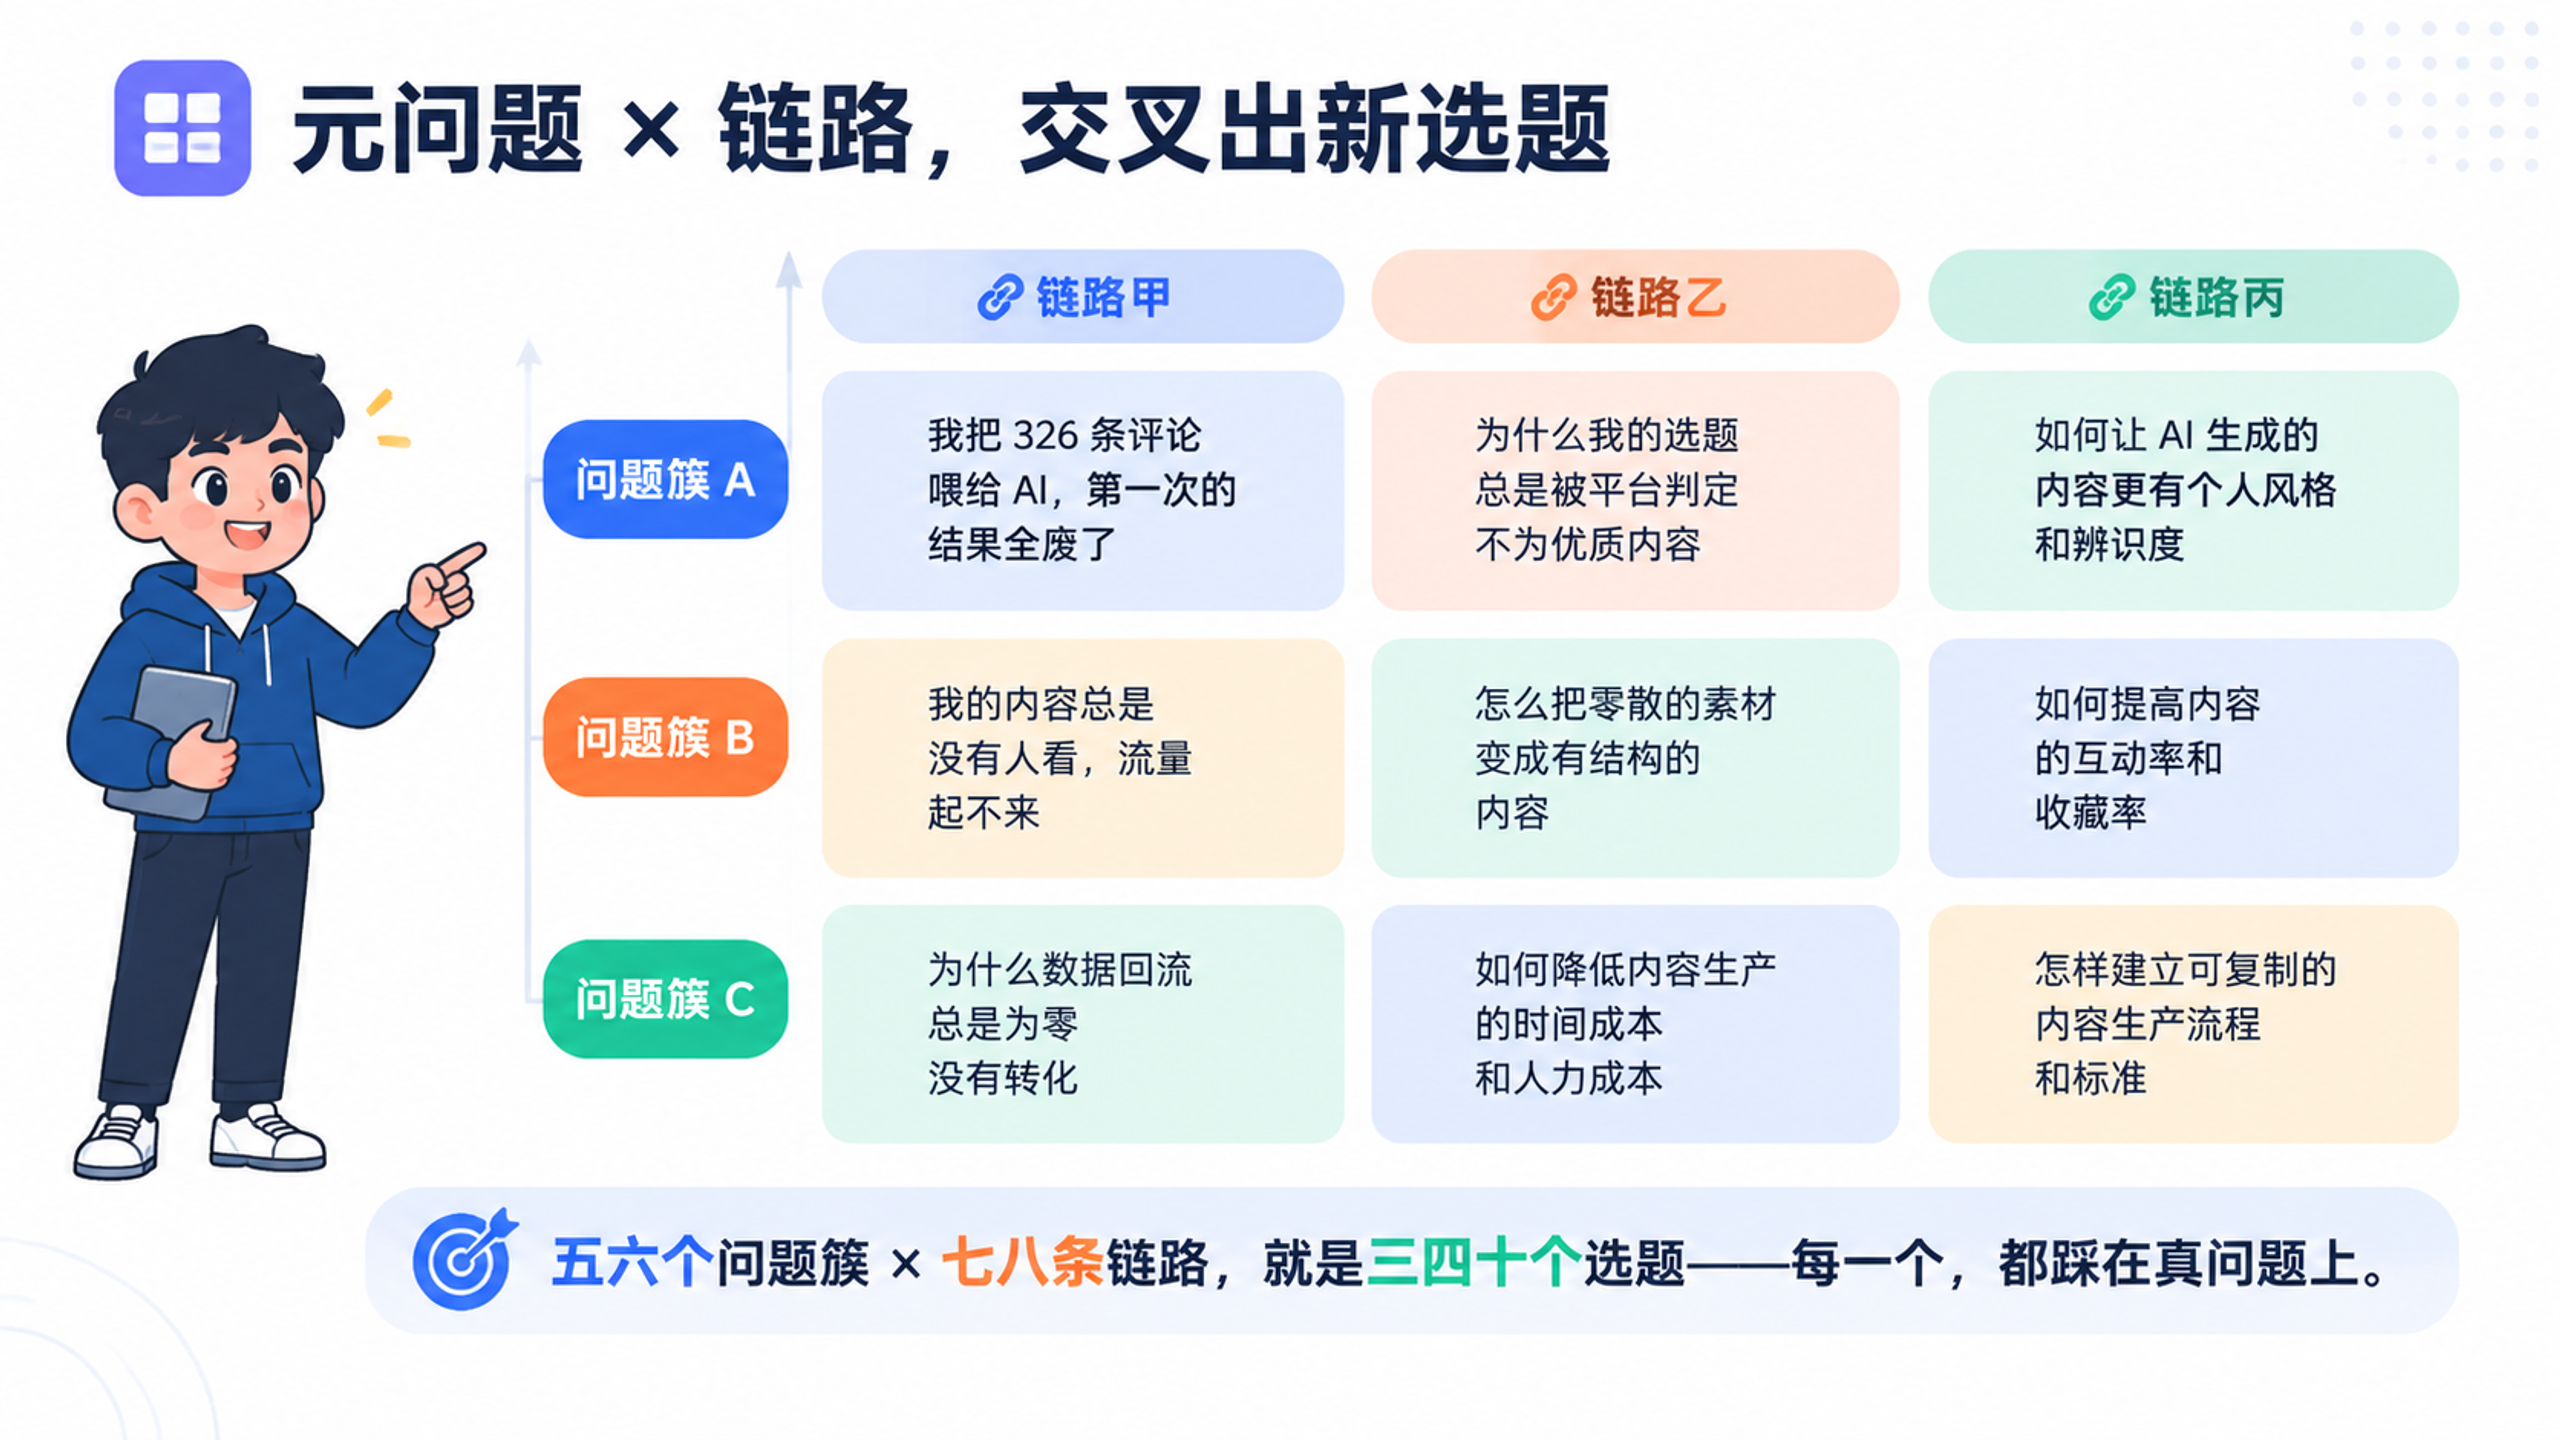 元问题 × 链路，交叉出新选题
链路甲
链路乙
链路丙
问题簇 A
我把 326 条评论
喂给 AI，第一次的
结果全废了
为什么我的选题
总是被平台判定
不为优质内容
如何让 AI 生成的
内容更有个人风格
和辨识度
问题簇 B
我的内容总是
没有人看，流量
起不来
怎么把零散的素材
变成有结构的
内容
如何提高内容
的互动率和
收藏率
问题簇 C
为什么数据回流
总是为零
没有转化
如何降低内容生产
的时间成本
和人力成本
怎样建立可复制的
内容生产流程
和标准
五六个问题簇 × 七八条链路，就是三四十个选题——每一个，都踩在真问题上。